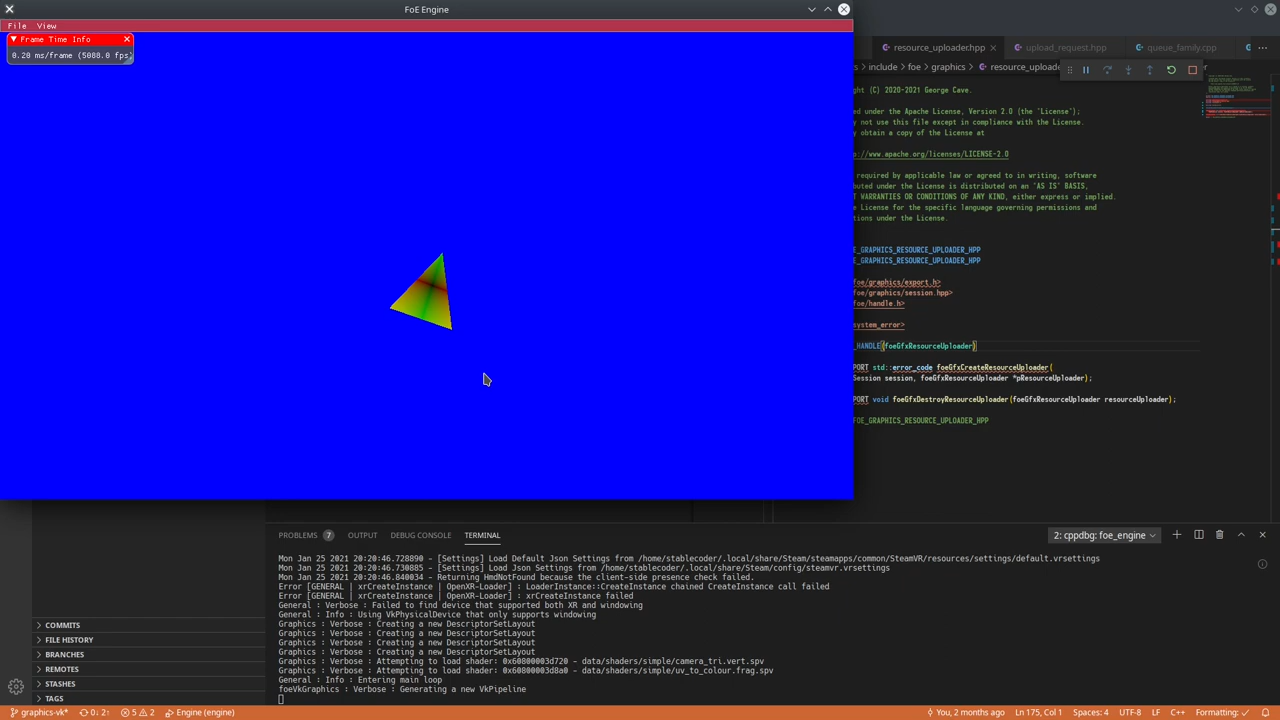 FoE Engine
File View
Frame Time Info
0.20 ms/frame (5088.0 fps)
resource_uploader.hpp
upload_request.hpp
queue_family.cpp
include > foe > graphics > resource_uploade
ght (C) 2020-2021 George Cave.
ed under the Apache License, Version 2.0 (the 'License');
y not use this file except in compliance with the License.
y obtain a copy of the License at
p://www.apache.org/licenses/LICENSE-2.0
required by applicable law or agreed to in writing, software
buted under the License is distributed on an 'AS IS' BASIS,
T WARRANTIES OR CONDITIONS OF ANY KIND, either express or implied.
e License for the specific language governing permissions and
tions under the License.
E_GRAPHICS_RESOURCE_UPLOADER_HPP
E_GRAPHICS_RESOURCE_UPLOADER_HPP
foe/graphics/export.h>
foe/graphics/session.hpp>
foe/handle.h>
system_error>
_HANDLE(foeGfxResourceUploader)
PORT std::error_code foeGfxCreateResourceUploader(
Session session, foeGfxResourceUploader *pResourceUploader);
PORT void foeGfxDestroyResourceUploader(foeGfxResourceUploader resourceUploader);
FOE_GRAPHICS_RESOURCE_UPLOADER_HPP
PROBLEMS 7 OUTPUT DEBUG CONSOLE TERMINAL
2: cppdbg: foe_engine
Mon Jan 25 2021 20:20:46.728890 - [Settings] Load Default Json Settings from /home/stablecoder/.local/share/Steam/steamapps/common/SteamVR/resources/settings/default.vrsettings
Mon Jan 25 2021 20:20:46.730885 - [Settings] Load Json Settings from /home/stablecoder/.local/share/Steam/config/steamvr.vrsettings
Mon Jan 25 2021 20:20:46.840034 - Returning HmdNotFound because the client-side presence check failed.
Error [GENERAL | xrCreateInstance | OpenXR-Loader] : LoaderInstance::CreateInstance chained CreateInstance call failed
Error [GENERAL | xrCreateInstance | OpenXR-Loader] : xrCreateInstance failed
General : Verbose : Failed to find device that supported both XR and windowing
General : Info : Using VkPhysicalDevice that only supports windowing
Graphics : Verbose : Creating a new DescriptorSetLayout
Graphics : Verbose : Creating a new DescriptorSetLayout
Graphics : Verbose : Creating a new DescriptorSetLayout
Graphics : Verbose : Attempting to load shader: 0x60800003d720 - data/shaders/simple/camera_tri.vert.spv
Graphics : Verbose : Attempting to load shader: 0x60800003d8a0 - data/shaders/simple/uv_to_colour.frag.spv
General : Info : Entering main loop
foeVkGraphics : Verbose : Generating a new VkPipeline
COMMITS
FILE HISTORY
BRANCHES
REMOTES
STASHES
TAGS
graphics-vk* 0↓ 2↑ 5 2 Engine (engine)
You, 2 months ago Ln 175, Col 1 Spaces: 4 UTF-8 LF C++ Formatting: ✓